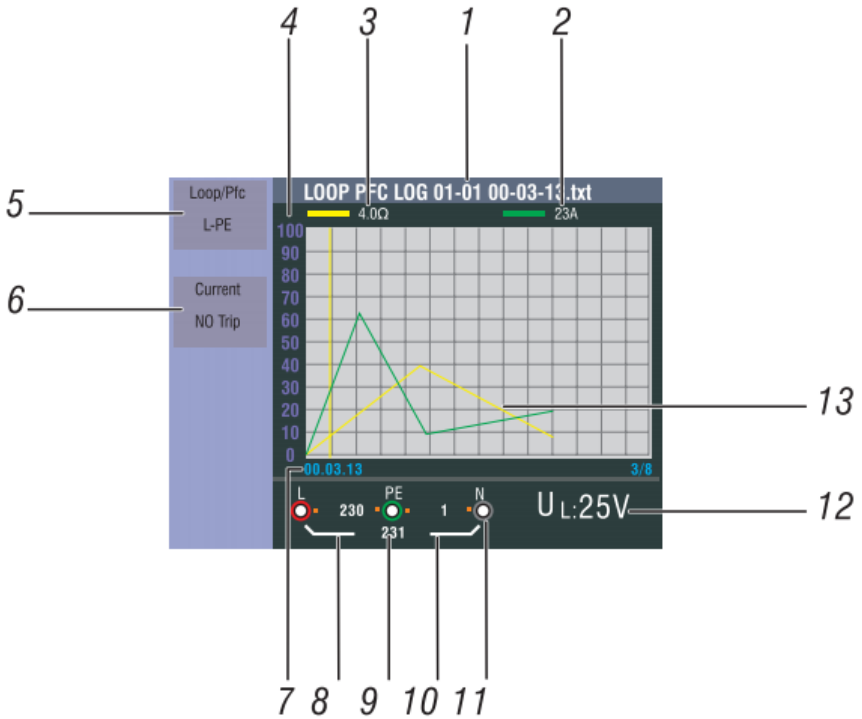 4 3 1 2
LOOP PFC LOG 01-01 00-03-13.txt
4.0Ω 23A
Loop/Pfc
L-PE
Current
NO Trip
5
6
100
90
80
70
60
50
40
30
20
10
0
13
00.03.13 3/8
L PE N
230 1
231
UL:25V
12
7 8 9 10 11